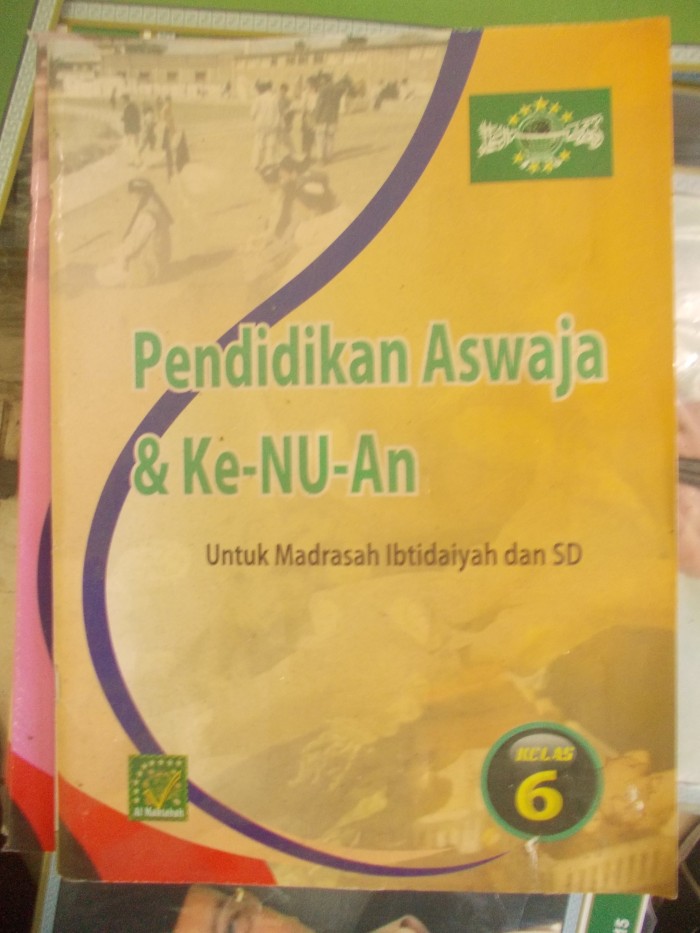 Pendidikan Aswaja
& Ke-NU-An
Untuk Madrasah Ibtidaiyah dan SD
KELAS
6